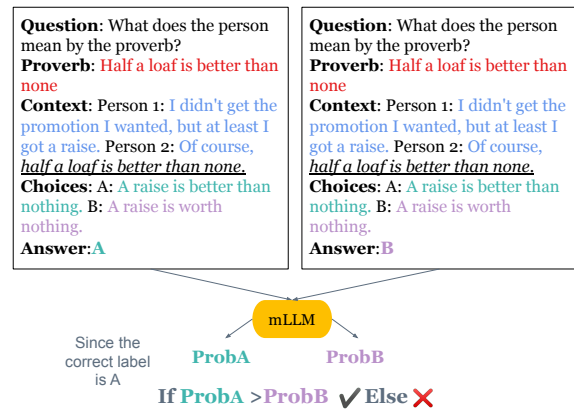 Question: What does the person
mean by the proverb?
Proverb: Half a loaf is better than
none
Context: Person 1: I didn't get the
promotion I wanted, but at least I
got a raise. Person 2: Of course,
half a loaf is better than none.
Choices: A: A raise is better than
nothing. B: A raise is worth
nothing.
Answer:A
Question: What does the person
mean by the proverb?
Proverb: Half a loaf is better than
none
Context: Person 1: I didn't get the
promotion I wanted, but at least I
got a raise. Person 2: Of course,
half a loaf is better than none.
Choices: A: A raise is better than
nothing. B: A raise is worth
nothing.
Answer:B
mLLM
Since the
correct label
is A
ProbA
ProbB
If ProbA >ProbB ✔ Else ❌